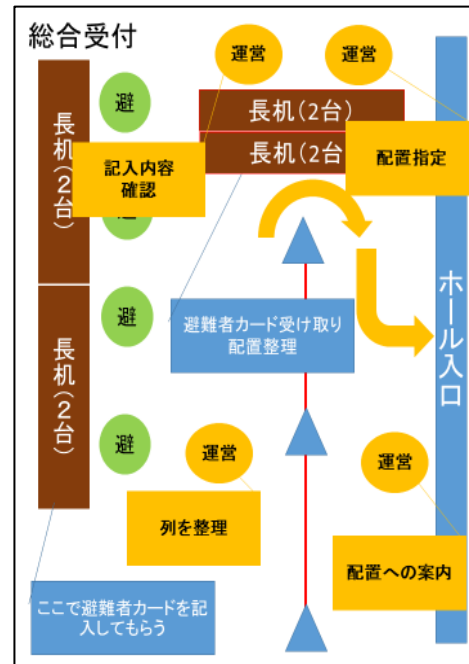 総合受付
運営
運営
避
長机(2台)
長机(2台)
長机(2台
記入内容
確認
配置指定
避
避
長机(2台)
避難者カード受け取り
配置整理
ホール入口
避
運営
運営
列を整理
配置への案内
ここで避難者カードを記
入してもらう